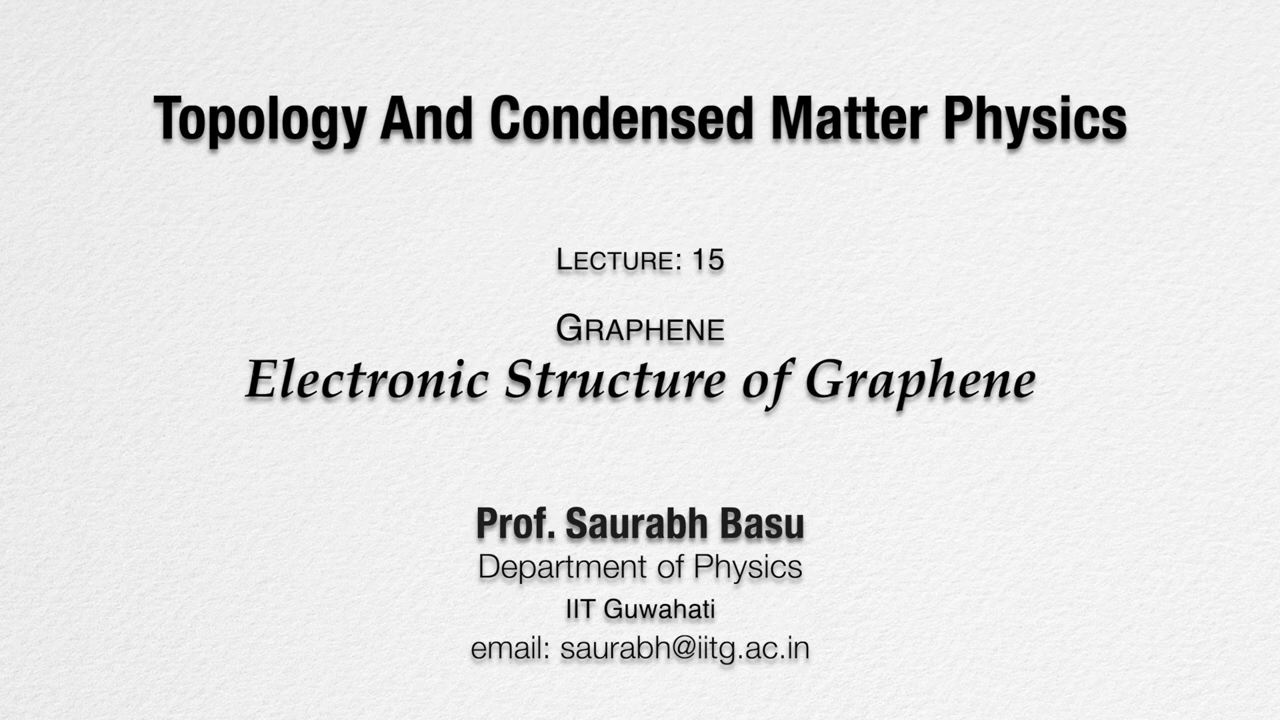 Topology And Condensed Matter Physics
LECTURE: 15
GRAPHENE
Electronic Structure of Graphene
Prof. Saurabh Basu
Department of Physics
IIT Guwahati
email: saurabh@iitg.ac.in